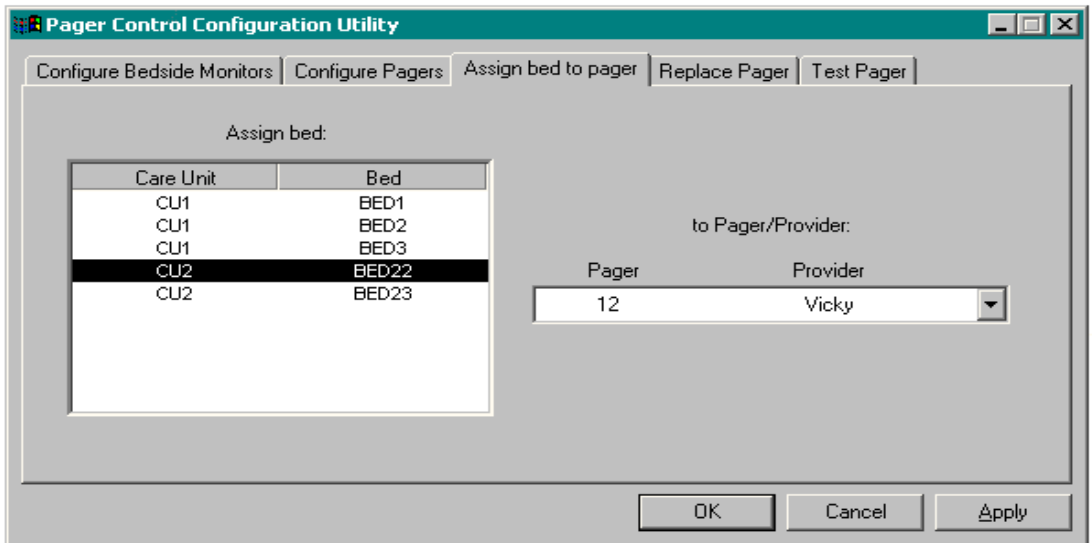 Pager Control Configuration Utility
Configure Bedside Monitors Configure Pagers Assign bed to pager Replace Pager Test Pager
Assign bed:
Care Unit Bed
CU1 BED1
CU1 BED2
CU1 BED3
CU2 BED22
CU2 BED23
to Pager/Provider:
Pager Provider
12 Vicky
OK Cancel Apply